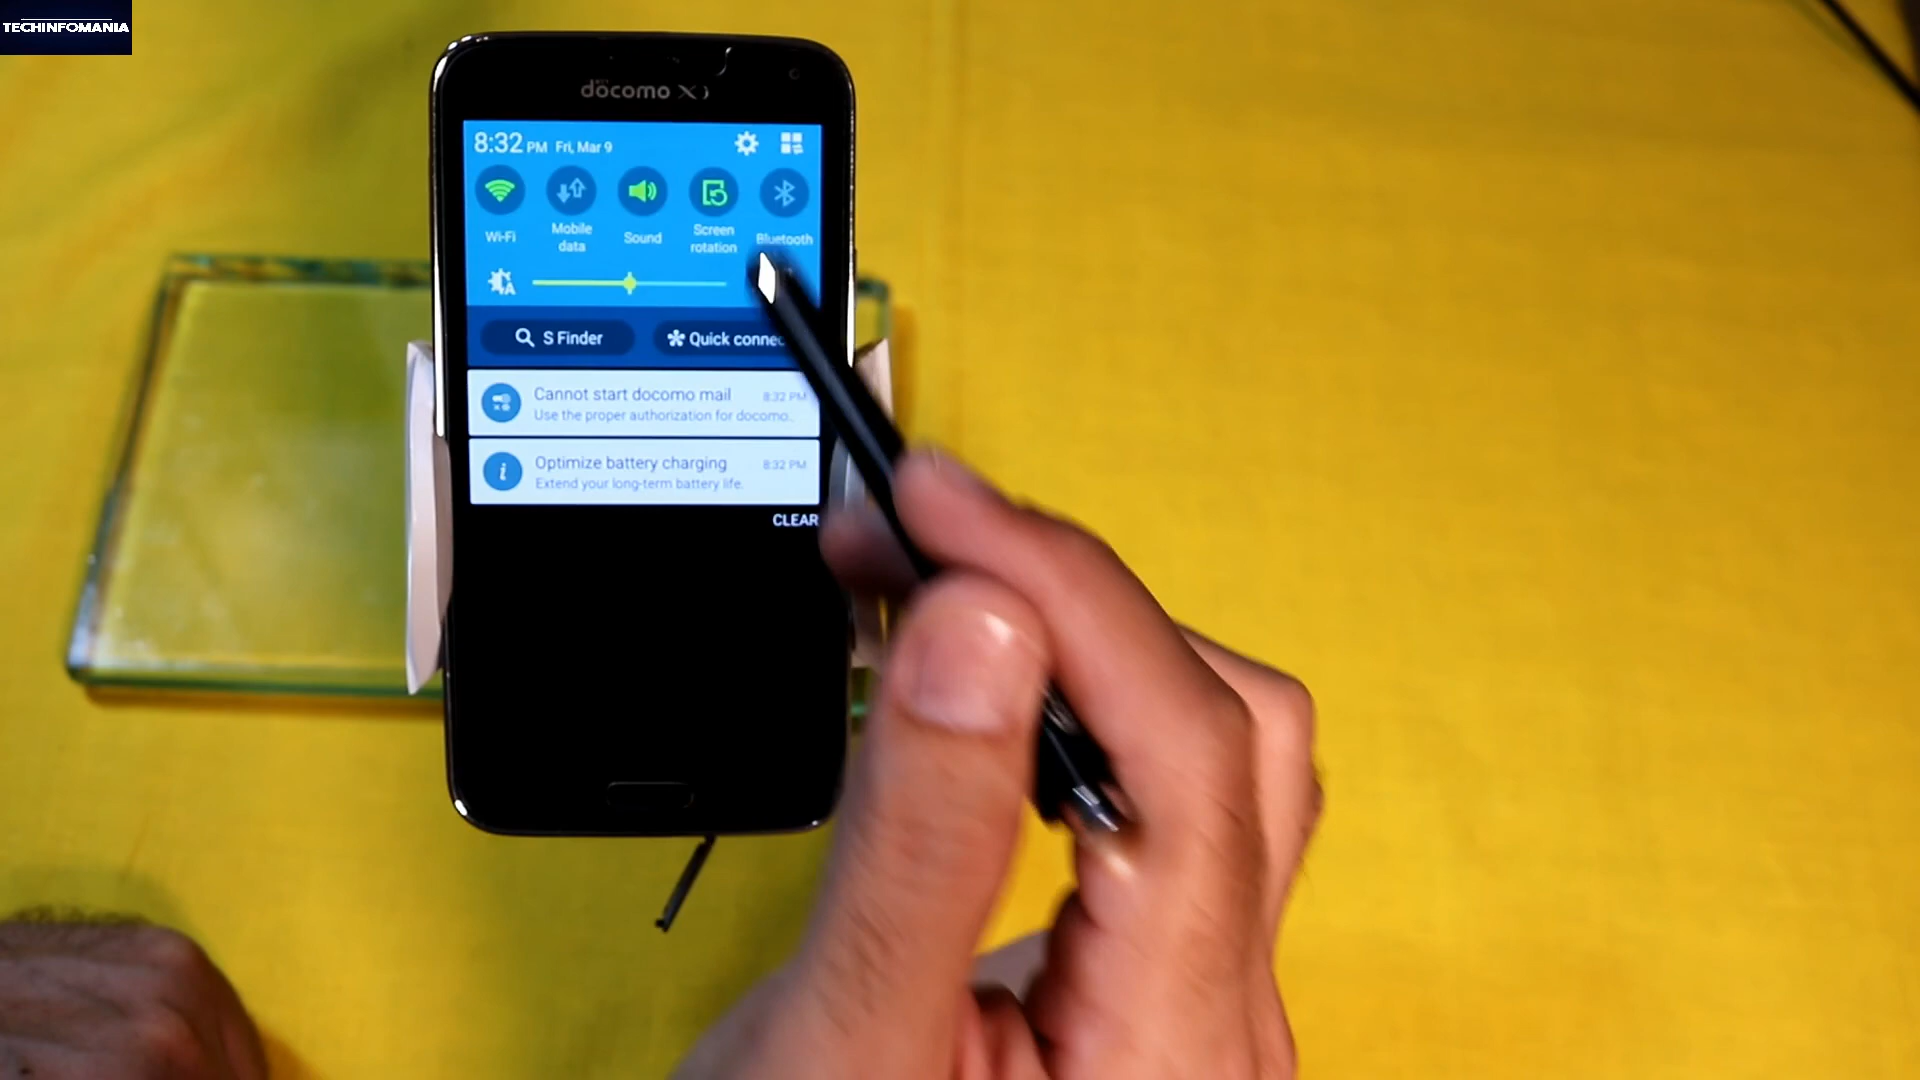 TECHINFOMANIA
döcomo Xi
8:32 PM Fri, Mar 9
Wi-Fi
Mobile data
Sound
Screen rotation
Bluetooth
A
S Finder
Quick connec
Cannot start docomo mail 8:32 PM
Use the proper authorization for docomo..
i
Optimize battery charging 8:32 PM
Extend your long-term battery life.
CLEAR